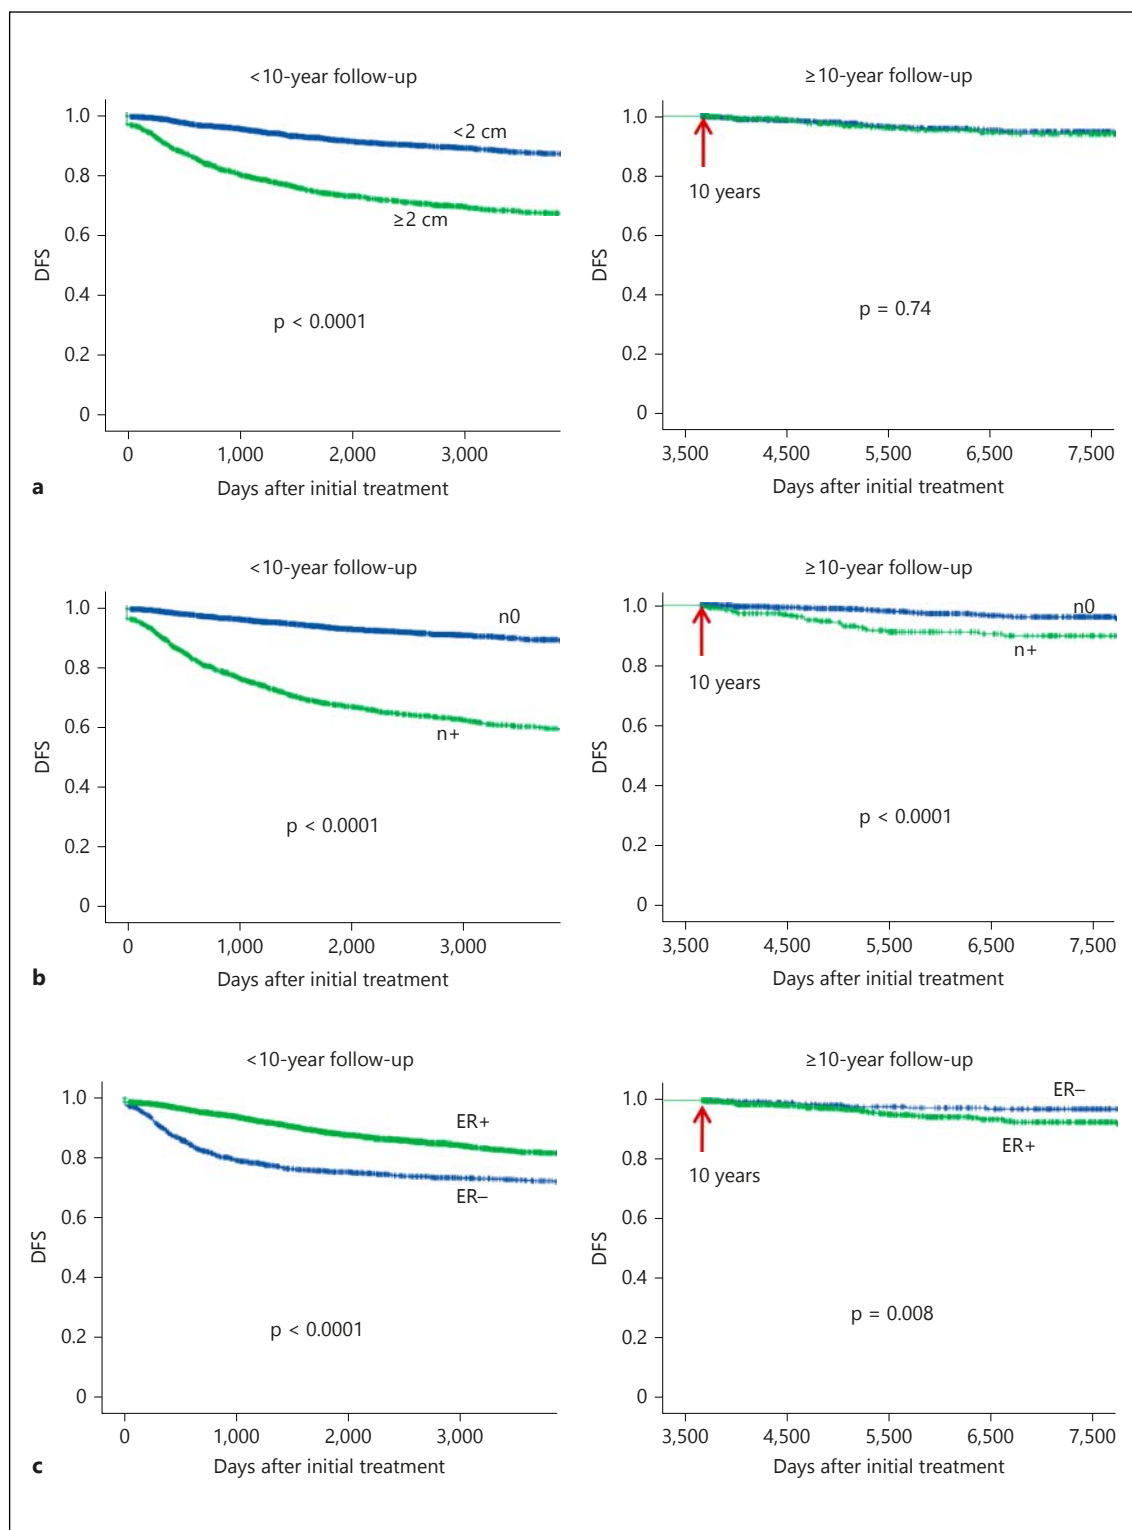 <10-year follow-up
1.0
0.8
0.6
0.4
0.2
0
DFS
<2 cm
≥2 cm
p < 0.0001
0 1,000 2,000 3,000
Days after initial treatment
≥10-year follow-up
1.0
0.8
0.6
0.4
0.2
0
DFS
10 years
p = 0.74
3,500 4,500 5,500 6,500 7,500
Days after initial treatment
a
<10-year follow-up
1.0
0.8
0.6
0.4
0.2
0
DFS
n0
n+
p < 0.0001
0 1,000 2,000 3,000
Days after initial treatment
≥10-year follow-up
1.0
0.8
0.6
0.4
0.2
0
DFS
n0
n+
10 years
p < 0.0001
3,500 4,500 5,500 6,500 7,500
Days after initial treatment
b
<10-year follow-up
1.0
0.8
0.6
0.4
0.2
0
DFS
ER+
ER–
p < 0.0001
0 1,000 2,000 3,000
Days after initial treatment
≥10-year follow-up
1.0
0.8
0.6
0.4
0.2
0
DFS
ER–
ER+
10 years
p = 0.008
3,500 4,500 5,500 6,500 7,500
Days after initial treatment
c